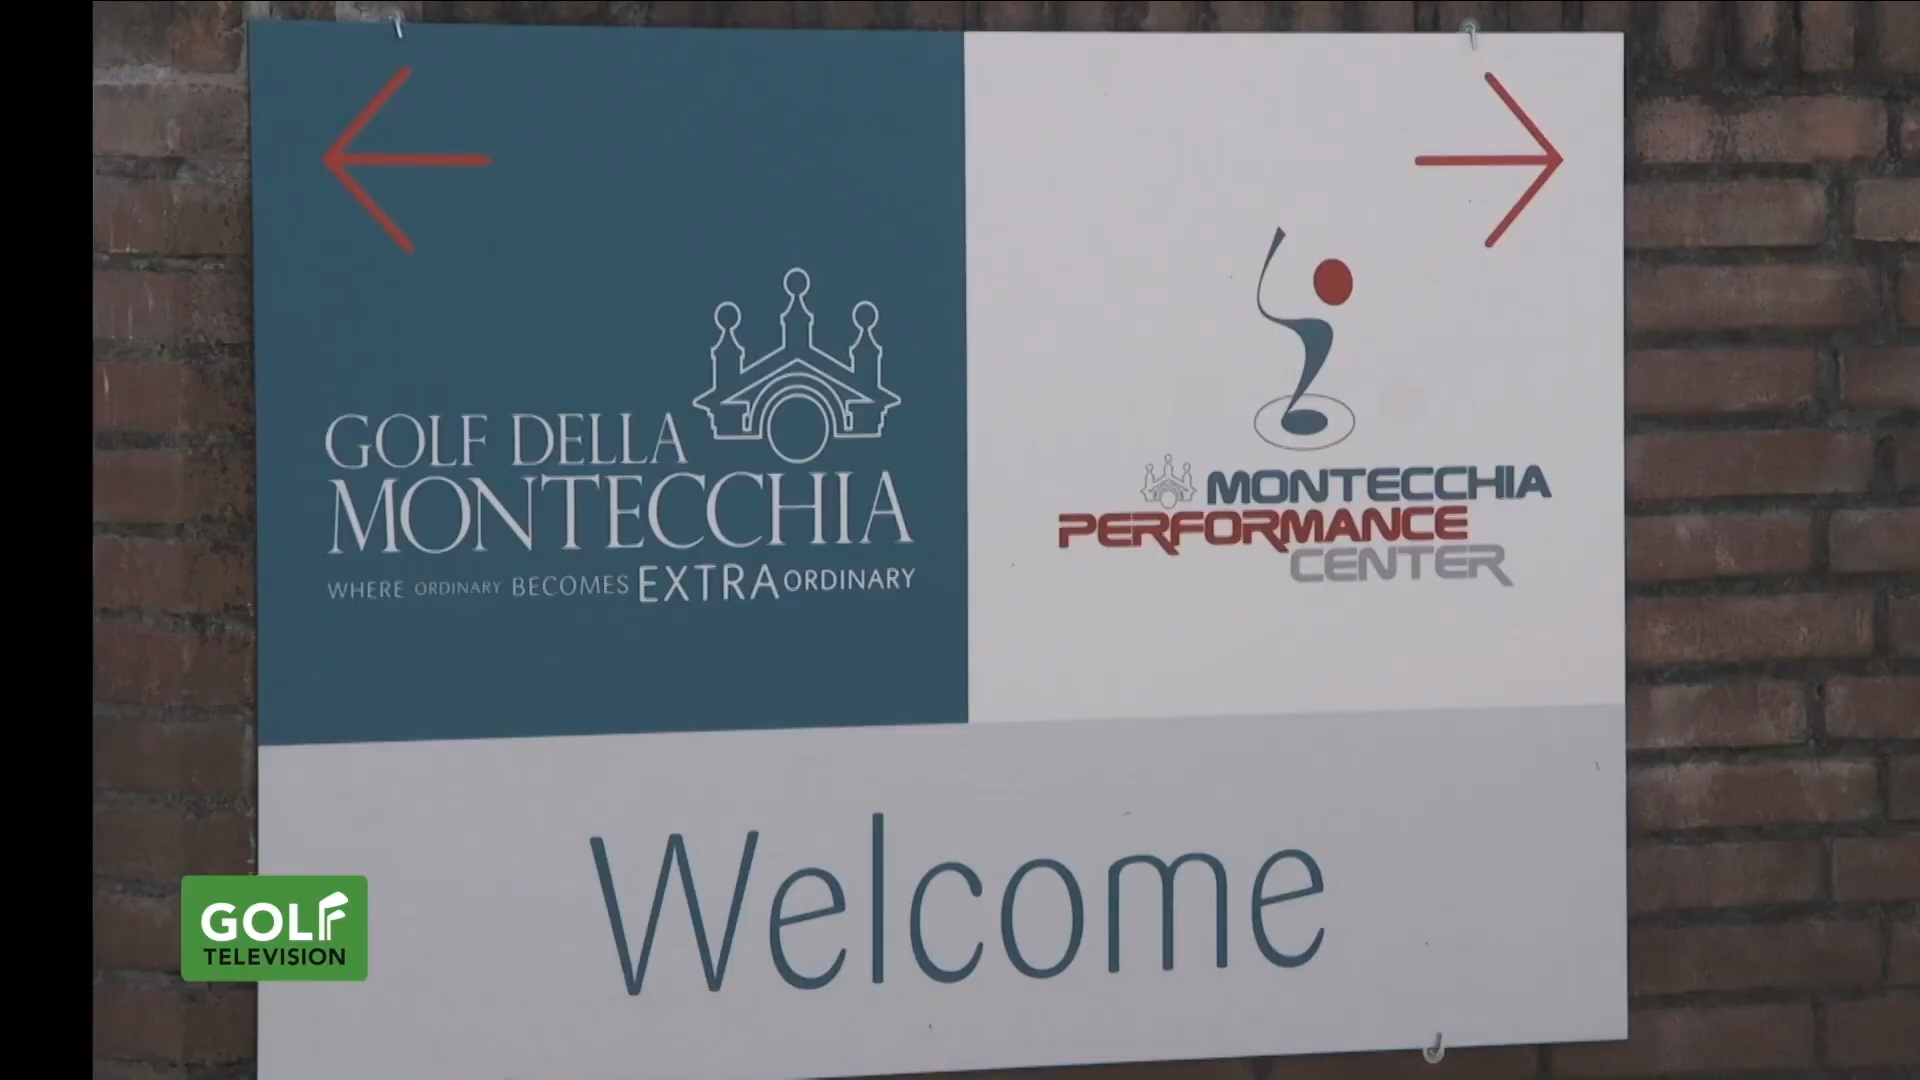 GOLF DELLA
MONTECCHIA
WHERE ORDINARY BECOMES EXTRAORDINARY
MONTECCHIA
PERFORMANCE
CENTER
Welcome
GOLF
TELEVISION